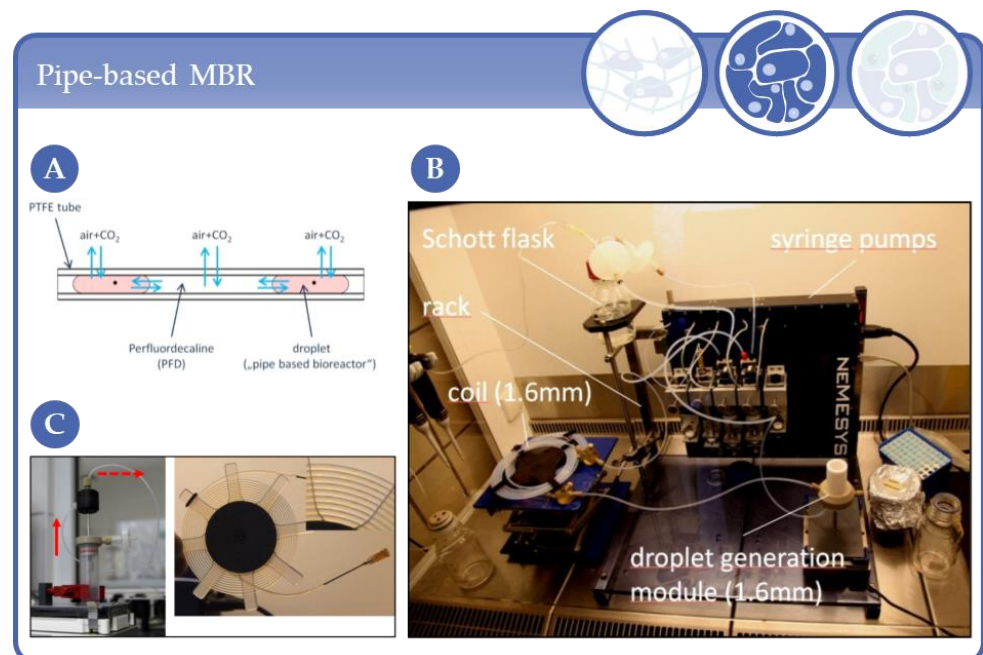 Pipe-based MBR
A
PTFE tube
air+CO2
air+CO2
air+CO2
Perfluordecaline
(PFD)
droplet
(„pipe based bioreactor")
B
Schott flask
syringe pumps
rack
coil (1.6mm)
NEMESYS
droplet generation
module (1.6mm)
C